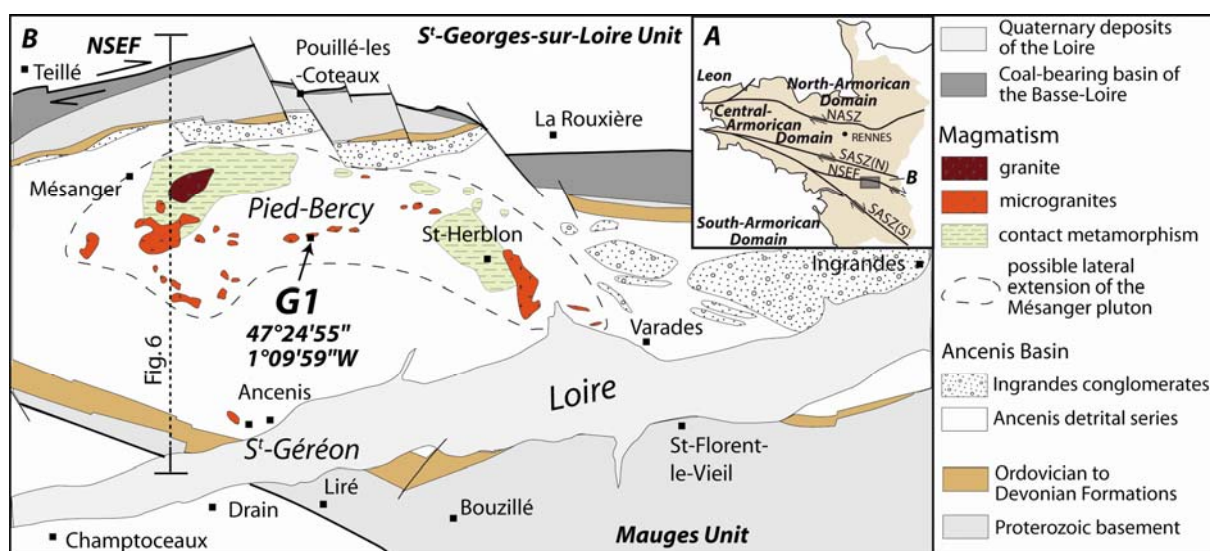 B
NSEF
Teillé
Pouillé-les
-Coteaux
Sᵗ-Georges-sur-Loire Unit
La Rouxière
Mésanger
Pied-Bercy
St-Herblon
G1
47°24'55"
1°09'59"W
Ingrandes
Varades
Fig. 6
Ancenis
Loire
Sᵗ-Géréon
St-Florent-
le-Vieil
Liré
Drain
Bouzillé
Champtoceaux
Mauges Unit
A
Leon
North-Armorican
Domain
NASZ
Central-
Armorican
Domain
RENNES
SASZ(N)
NSEF
B
SASZ(S)
South-Armorican
Domain
Quaternary deposits
of the Loire
Coal-bearing basin of
the Basse-Loire
Magmatism
granite
microgranites
contact metamorphism
possible lateral
extension of the
Mésanger pluton
Ancenis Basin
Ingrandes conglomerates
Ancenis detrital series
Ordovician to
Devonian Formations
Proterozoic basement